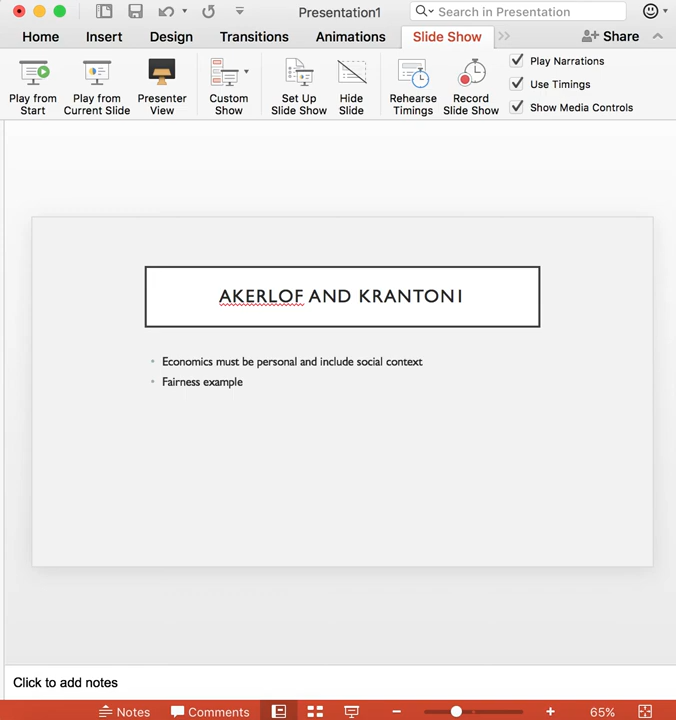 Presentation1
Search in Presentation
Home Insert Design Transitions Animations Slide Show Share
Play from Start
Play from Current Slide
Presenter View
Custom Show
Set Up Slide Show
Hide Slide
Rehearse Timings
Record Slide Show
Play Narrations
Use Timings
Show Media Controls
AKERLOF AND KRANTONI
• Economics must be personal and include social context
• Fairness example
Click to add notes
Notes Comments 65%